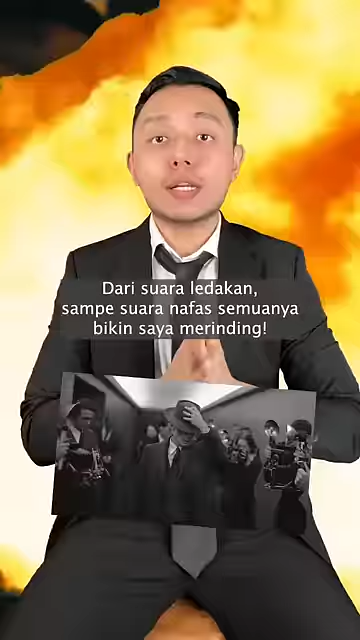 Dari suara ledakan,
sampe suara nafas semuanya
bikin saya merinding!